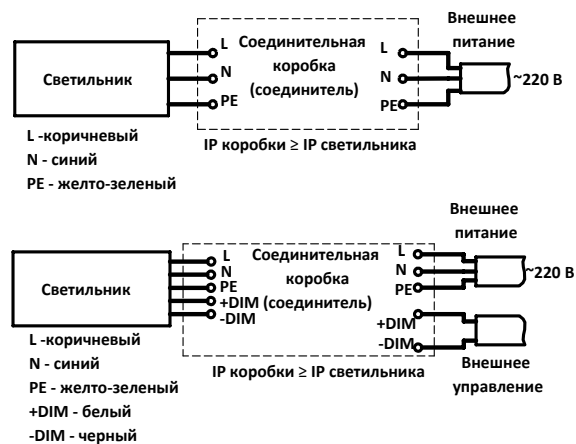 Внешнее
питание
L
N
PE
Соединительная
коробка
(соединитель)
L
N
PE
Светильник
~220 В
L -коричневый
N - синий
PE - желто-зеленый
IP коробки ≥ IP светильника
Внешнее
питание
L
N
PE
+DIM
-DIM
Соединительная
коробка
(соединитель)
L
N
PE
+DIM
-DIM
Светильник
~220 В
L -коричневый
N - синий
PE - желто-зеленый
+DIM - белый
-DIM - черный
IP коробки ≥ IP светильника
Внешнее
управление